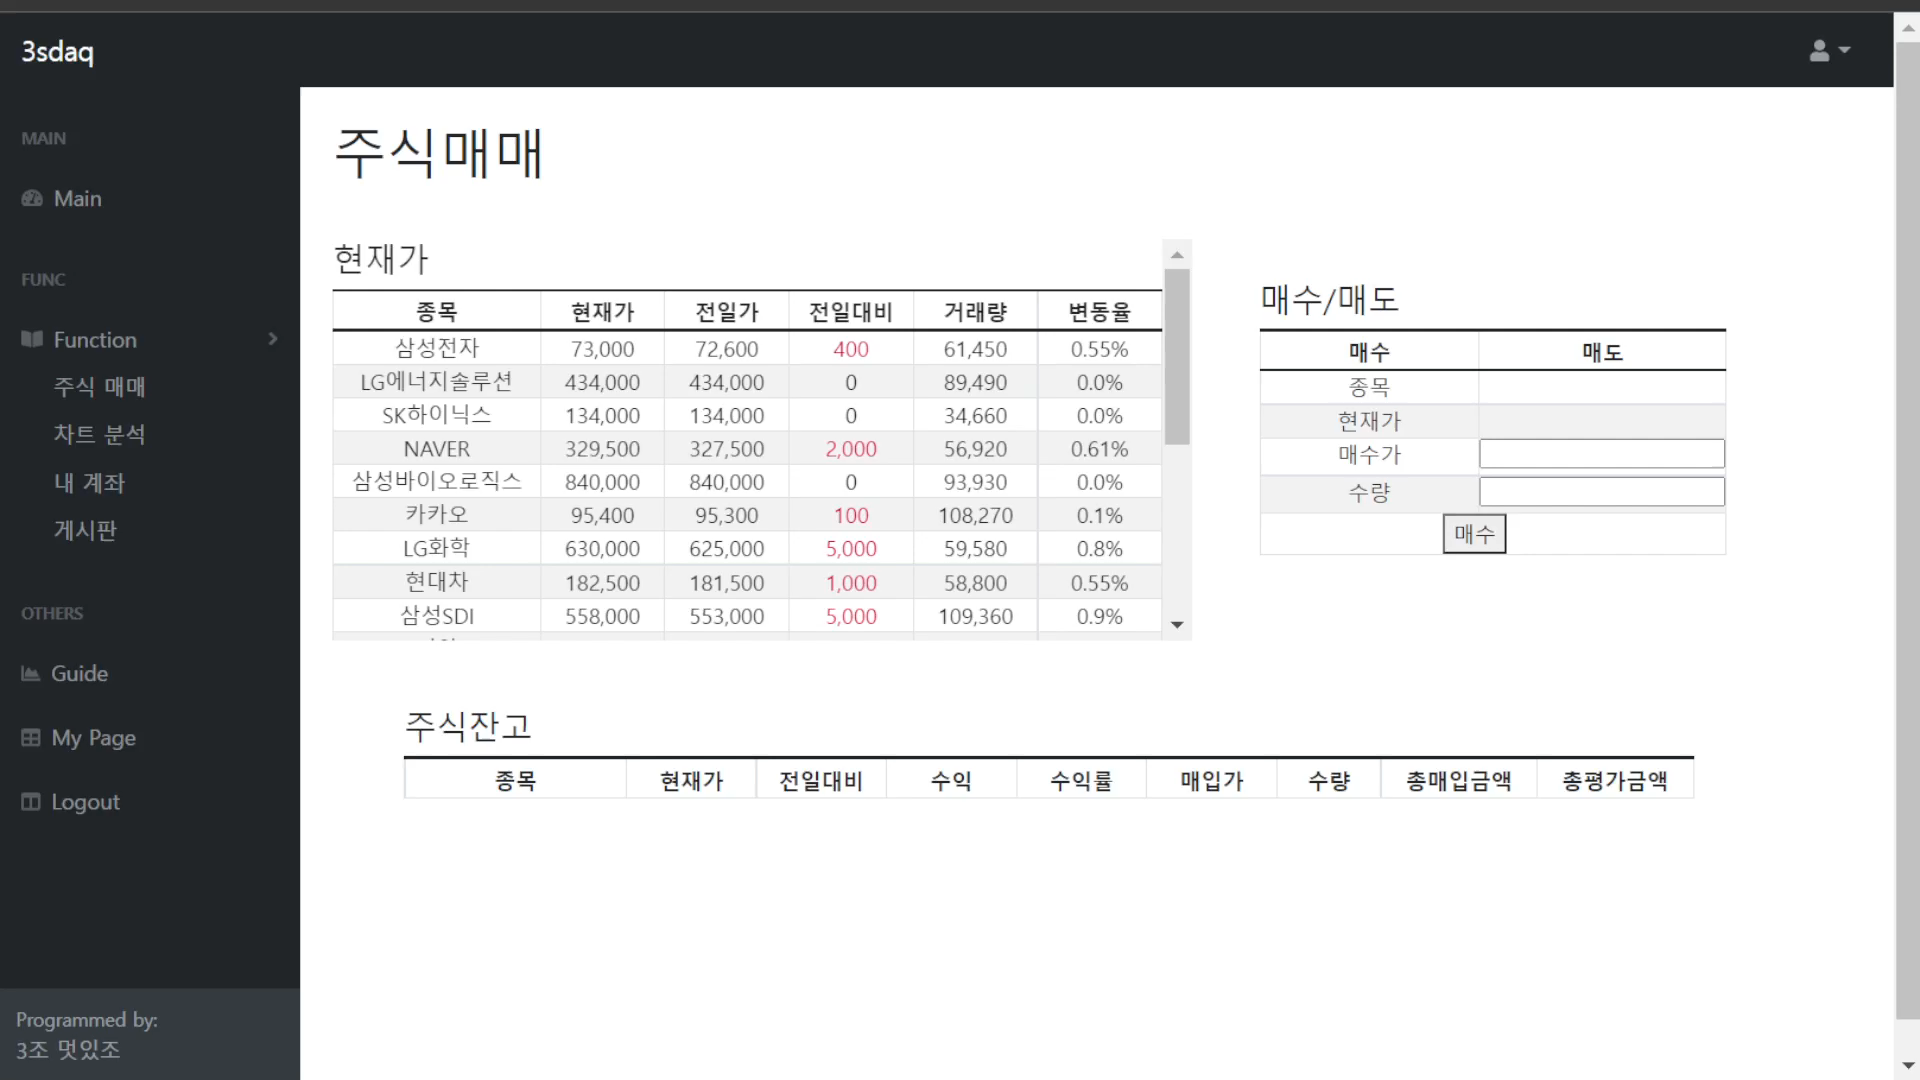 3sdaq
MAIN
Main
FUNC
Function
주식 매매
차트 분석
내 계좌
게시판
OTHERS
Guide
My Page
Logout
Programmed by:
3조 멋있조
주식매매
현재가
종목 현재가 전일가 전일대비 거래량 변동율
삼성전자 73,000 72,600 400 61,450 0.55%
LG에너지솔루션 434,000 434,000 0 89,490 0.0%
SK하이닉스 134,000 134,000 0 34,660 0.0%
NAVER 329,500 327,500 2,000 56,920 0.61%
삼성바이오로직스 840,000 840,000 0 93,930 0.0%
카카오 95,400 95,300 100 108,270 0.1%
LG화학 630,000 625,000 5,000 59,580 0.8%
현대차 182,500 181,500 1,000 58,800 0.55%
삼성SDI 558,000 553,000 5,000 109,360 0.9%
매수/매도
매수 매도
종목
현재가
매수가
수량
매수
주식잔고
종목 현재가 전일대비 수익 수익률 매입가 수량 총매입금액 총평가금액